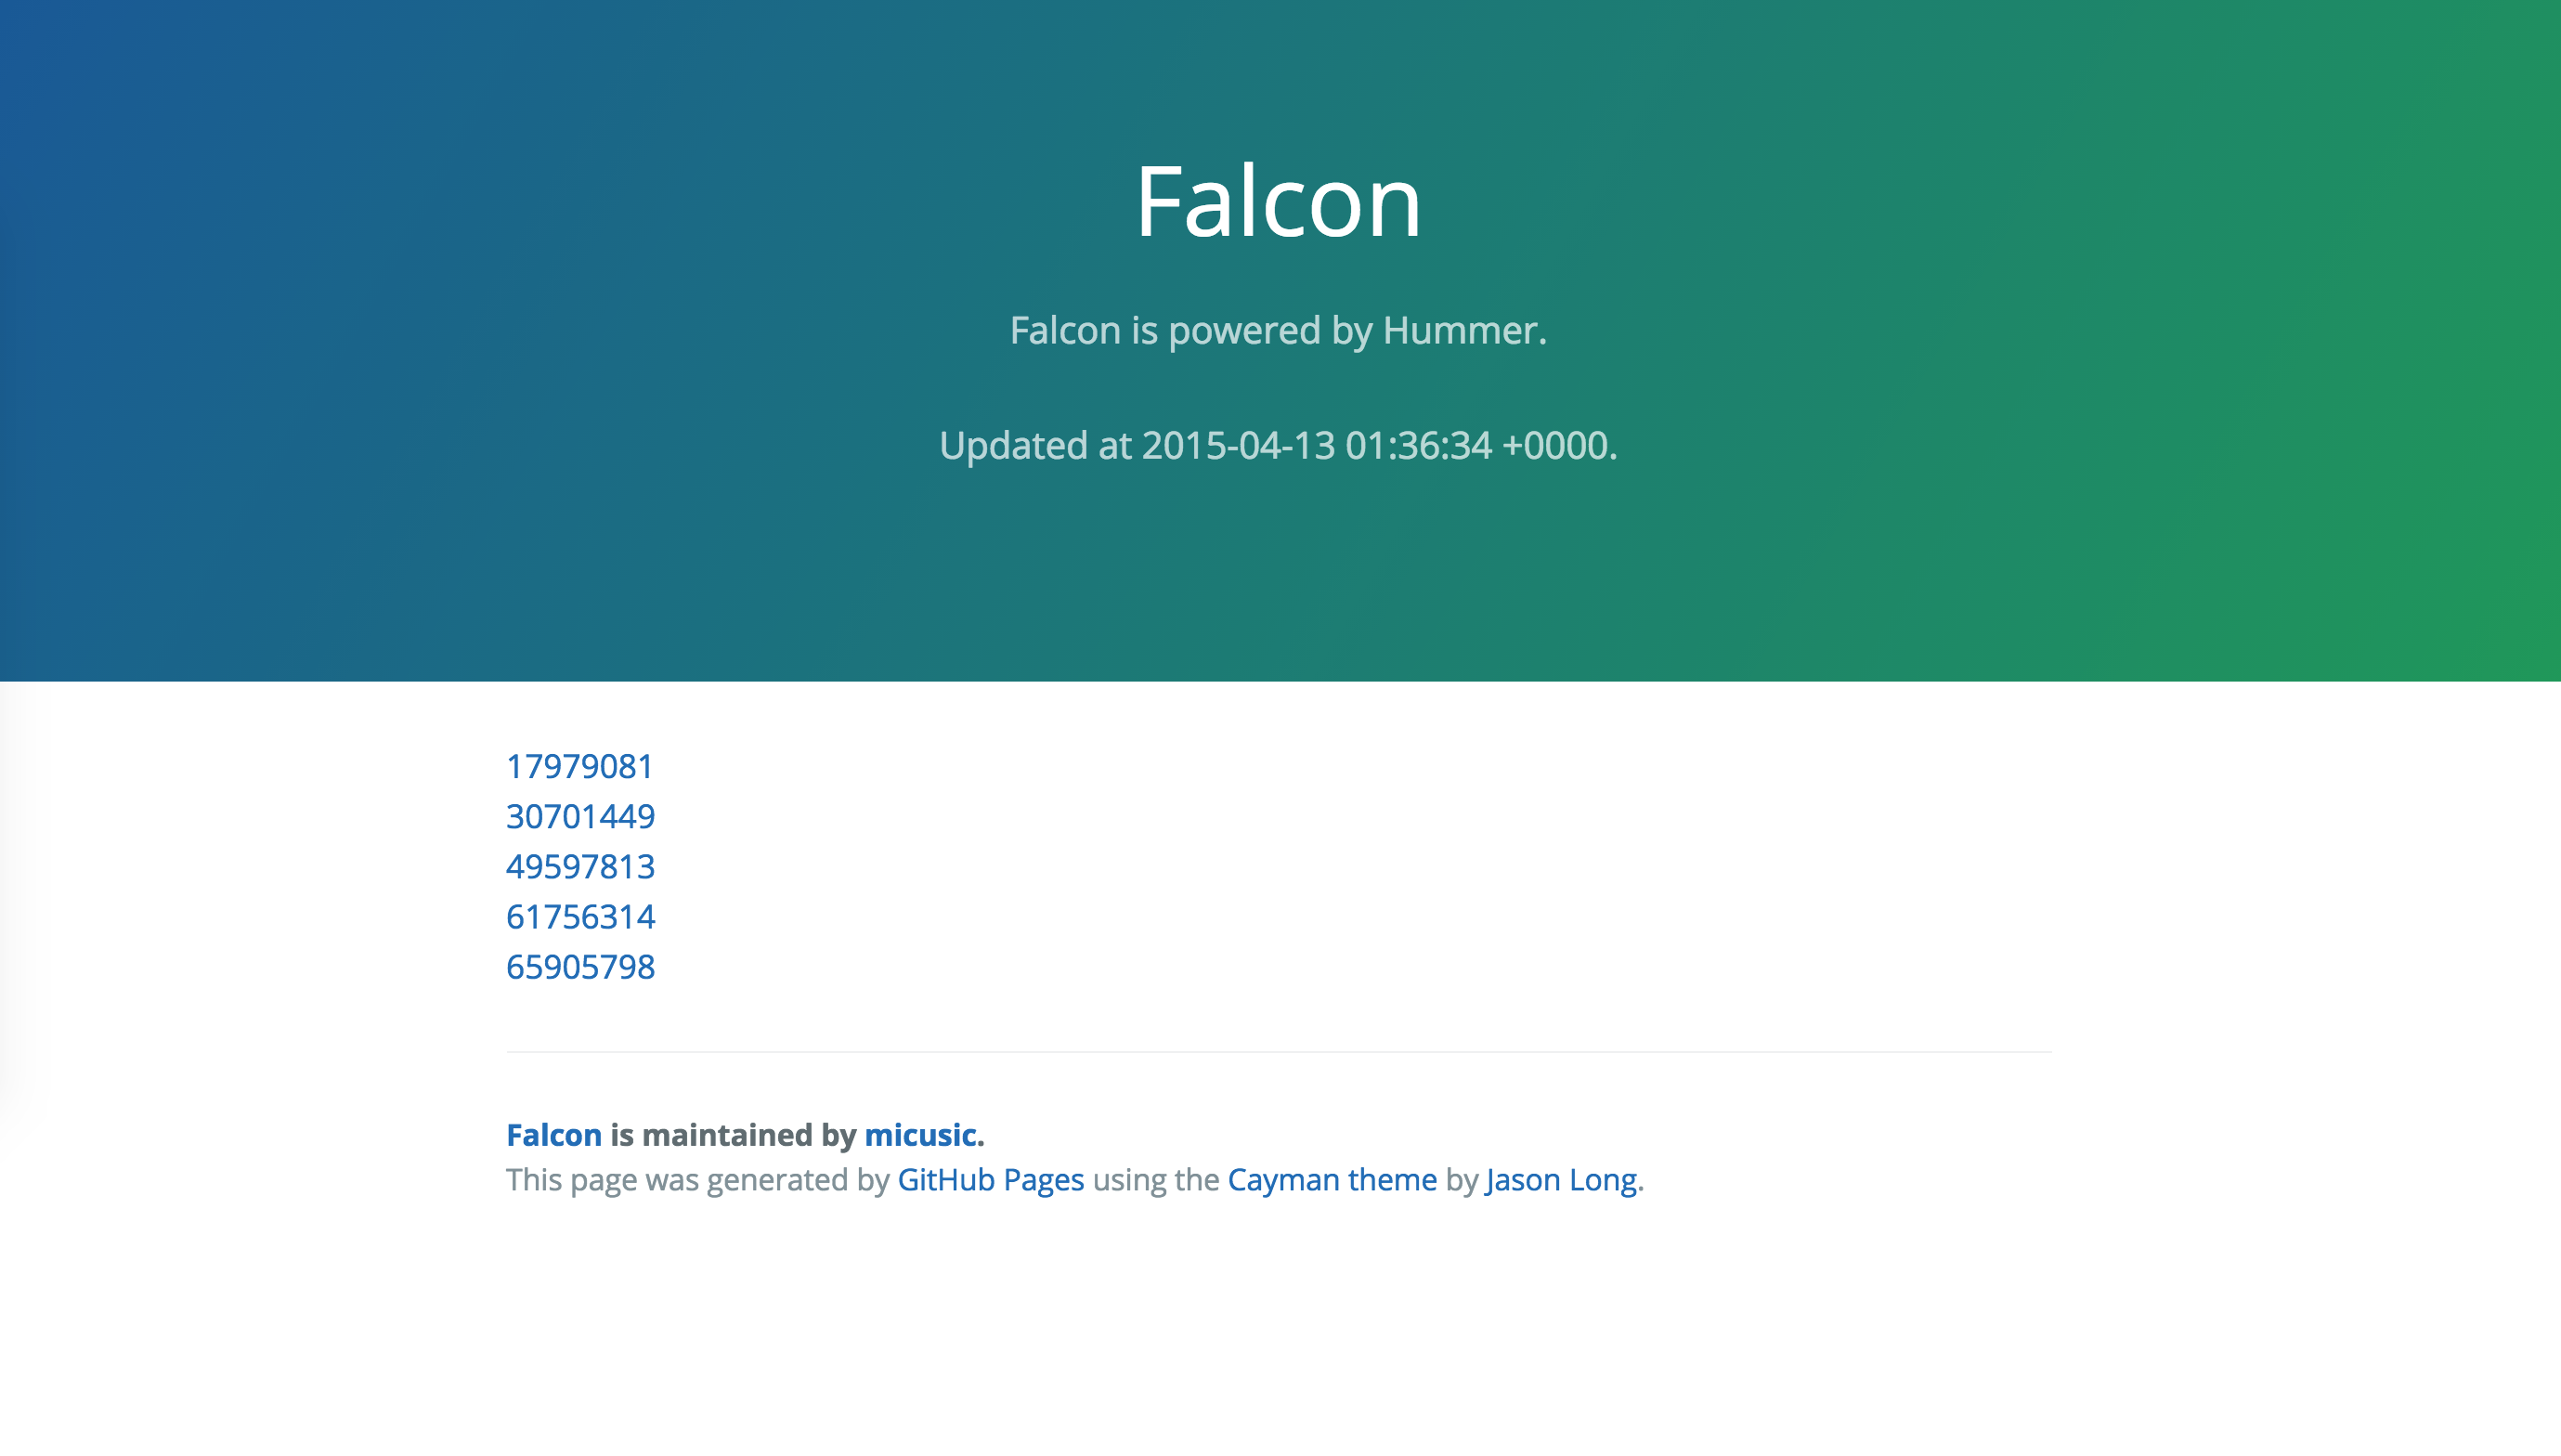 Falcon
Falcon is powered by Hummer.
Updated at 2015-04-13 01:36:34 +0000.
17979081
30701449
49597813
61756314
65905798
Falcon is maintained by micusic.
This page was generated by GitHub Pages using the Cayman theme by Jason Long.